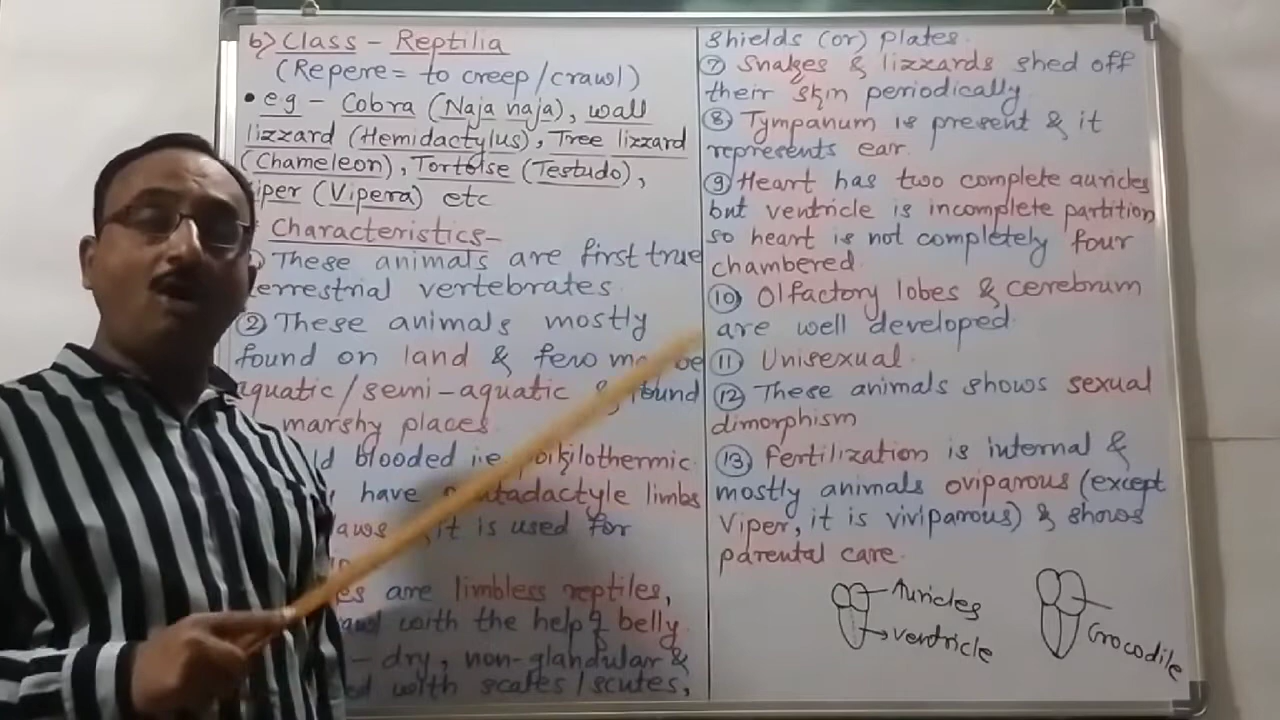 b) Class - Reptilia
(Repere = to creep/crawl)
• eg - Cobra (Naja naja), wall
lizzard (Hemidactylus), Tree lizzard
(Chameleon), Tortoise (Testudo),
iper (Vipera) etc
Characteristics-
These animals are first true
terrestrial vertebrates.
② These animals mostly
found on land &
aquatic/semi-aquatic &
marshy places.
blooded i.e. poikilothermic.
have limbs
it is used for
are limbless reptiles,
with the help of belly.
- dry, non-glandular &
with scales/scutes,
shields (or) plates.
⑦ Snakes & lizzards shed off
their skin periodically
⑧ Tympanum is present & it
represents ear.
⑨ Heart has two complete auricles
but ventricle is incomplete partition
so heart is not completely four
chambered.
⑩ Olfactory lobes & cerebrum
are well developed.
⑪ Unisexual.
⑫ These animals shows sexual
dimorphism
⑬ Fertilization is internal &
mostly animals oviparous (except
Viper, it is viviparous) & shows
parental care.
Auricles
ventricle
Crocodile